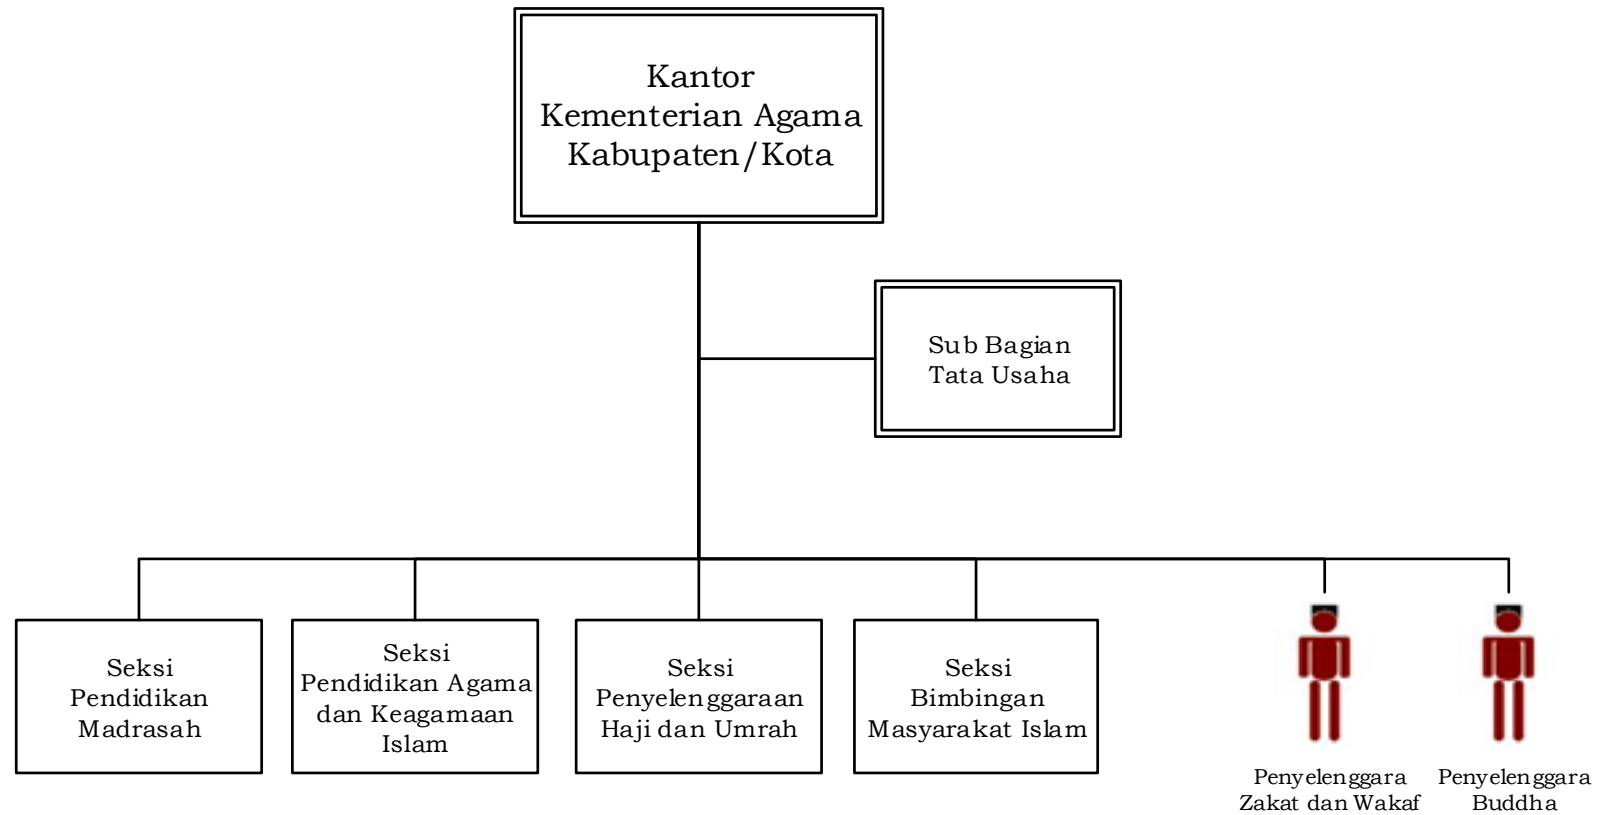 Kantor
Kementerian Agama
Kabupaten/Kota
Sub Bagian
Tata Usaha
Seksi
Pendidikan
Madrasah
Seksi
Pendidikan Agama
dan Keagamaan
Islam
Seksi
Penyelenggaraan
Haji dan Umrah
Seksi
Bimbingan
Masyarakat Islam
Penyelenggara
Zakat dan Wakaf
Penyelenggara
Buddha